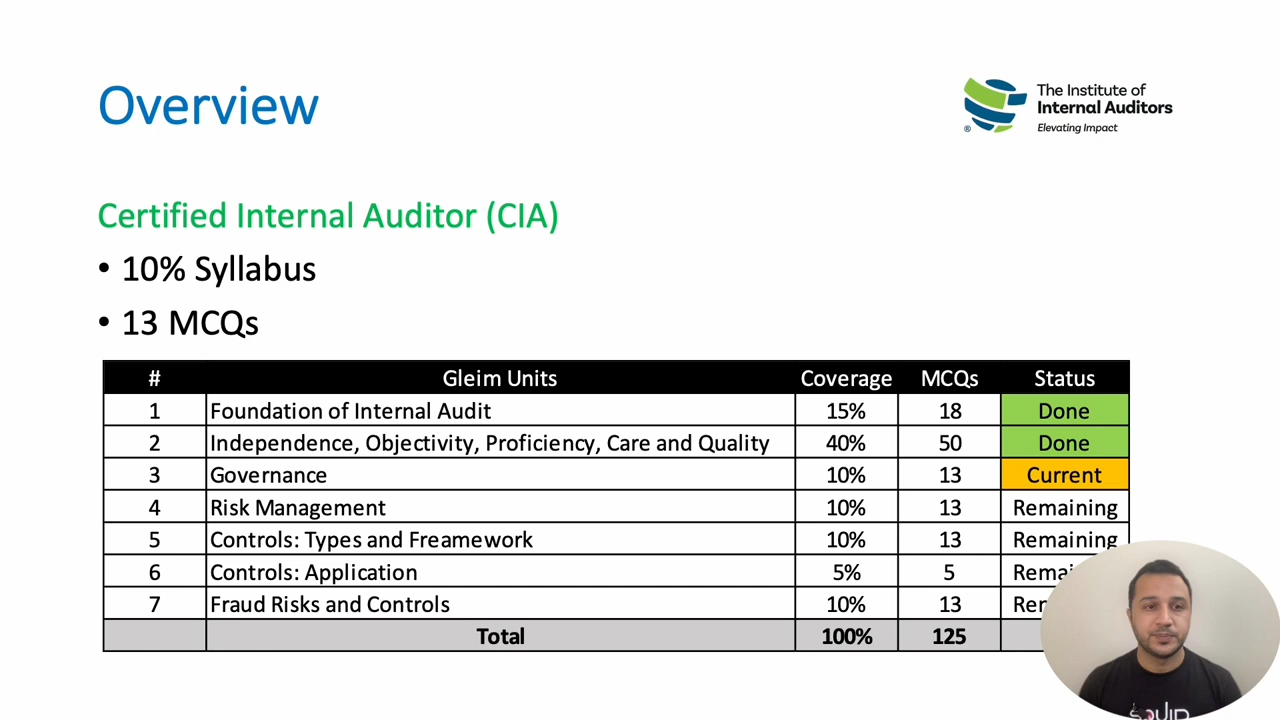 Overview
The Institute of
Internal Auditors
Elevating Impact
®
Certified Internal Auditor (CIA)
• 10% Syllabus
• 13 MCQs
# Gleim Units Coverage MCQs Status
1 Foundation of Internal Audit 15% 18 Done
2 Independence, Objectivity, Proficiency, Care and Quality 40% 50 Done
3 Governance 10% 13 Current
4 Risk Management 10% 13 Remaining
5 Controls: Types and Freamework 10% 13 Remaining
6 Controls: Application 5% 5
7 Fraud Risks and Controls 10% 13
Total 100% 125